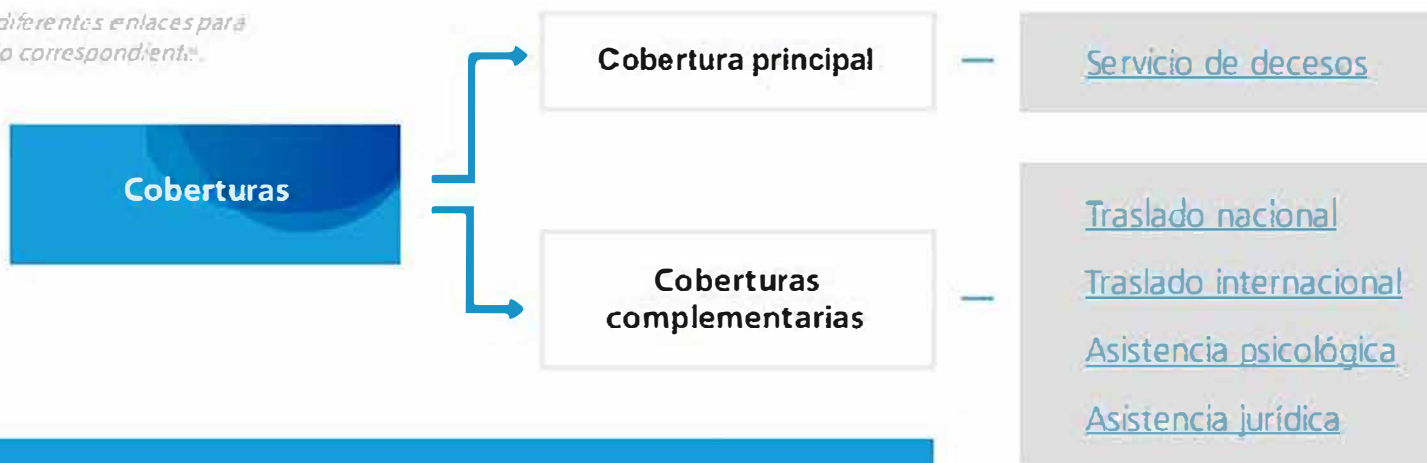 diferentes enlaces para
correspondiente.
Cobertura principal
Servicio de decesos
Coberturas
Coberturas
complementarias
Traslado nacional
Traslado internacional
Asistencia psicológica
Asistencia jurídica